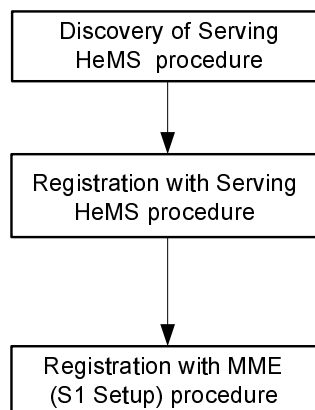 Discovery of Serving
HeMS procedure
Registration with Serving
HeMS procedure
Registration with MME
(S1 Setup) procedure